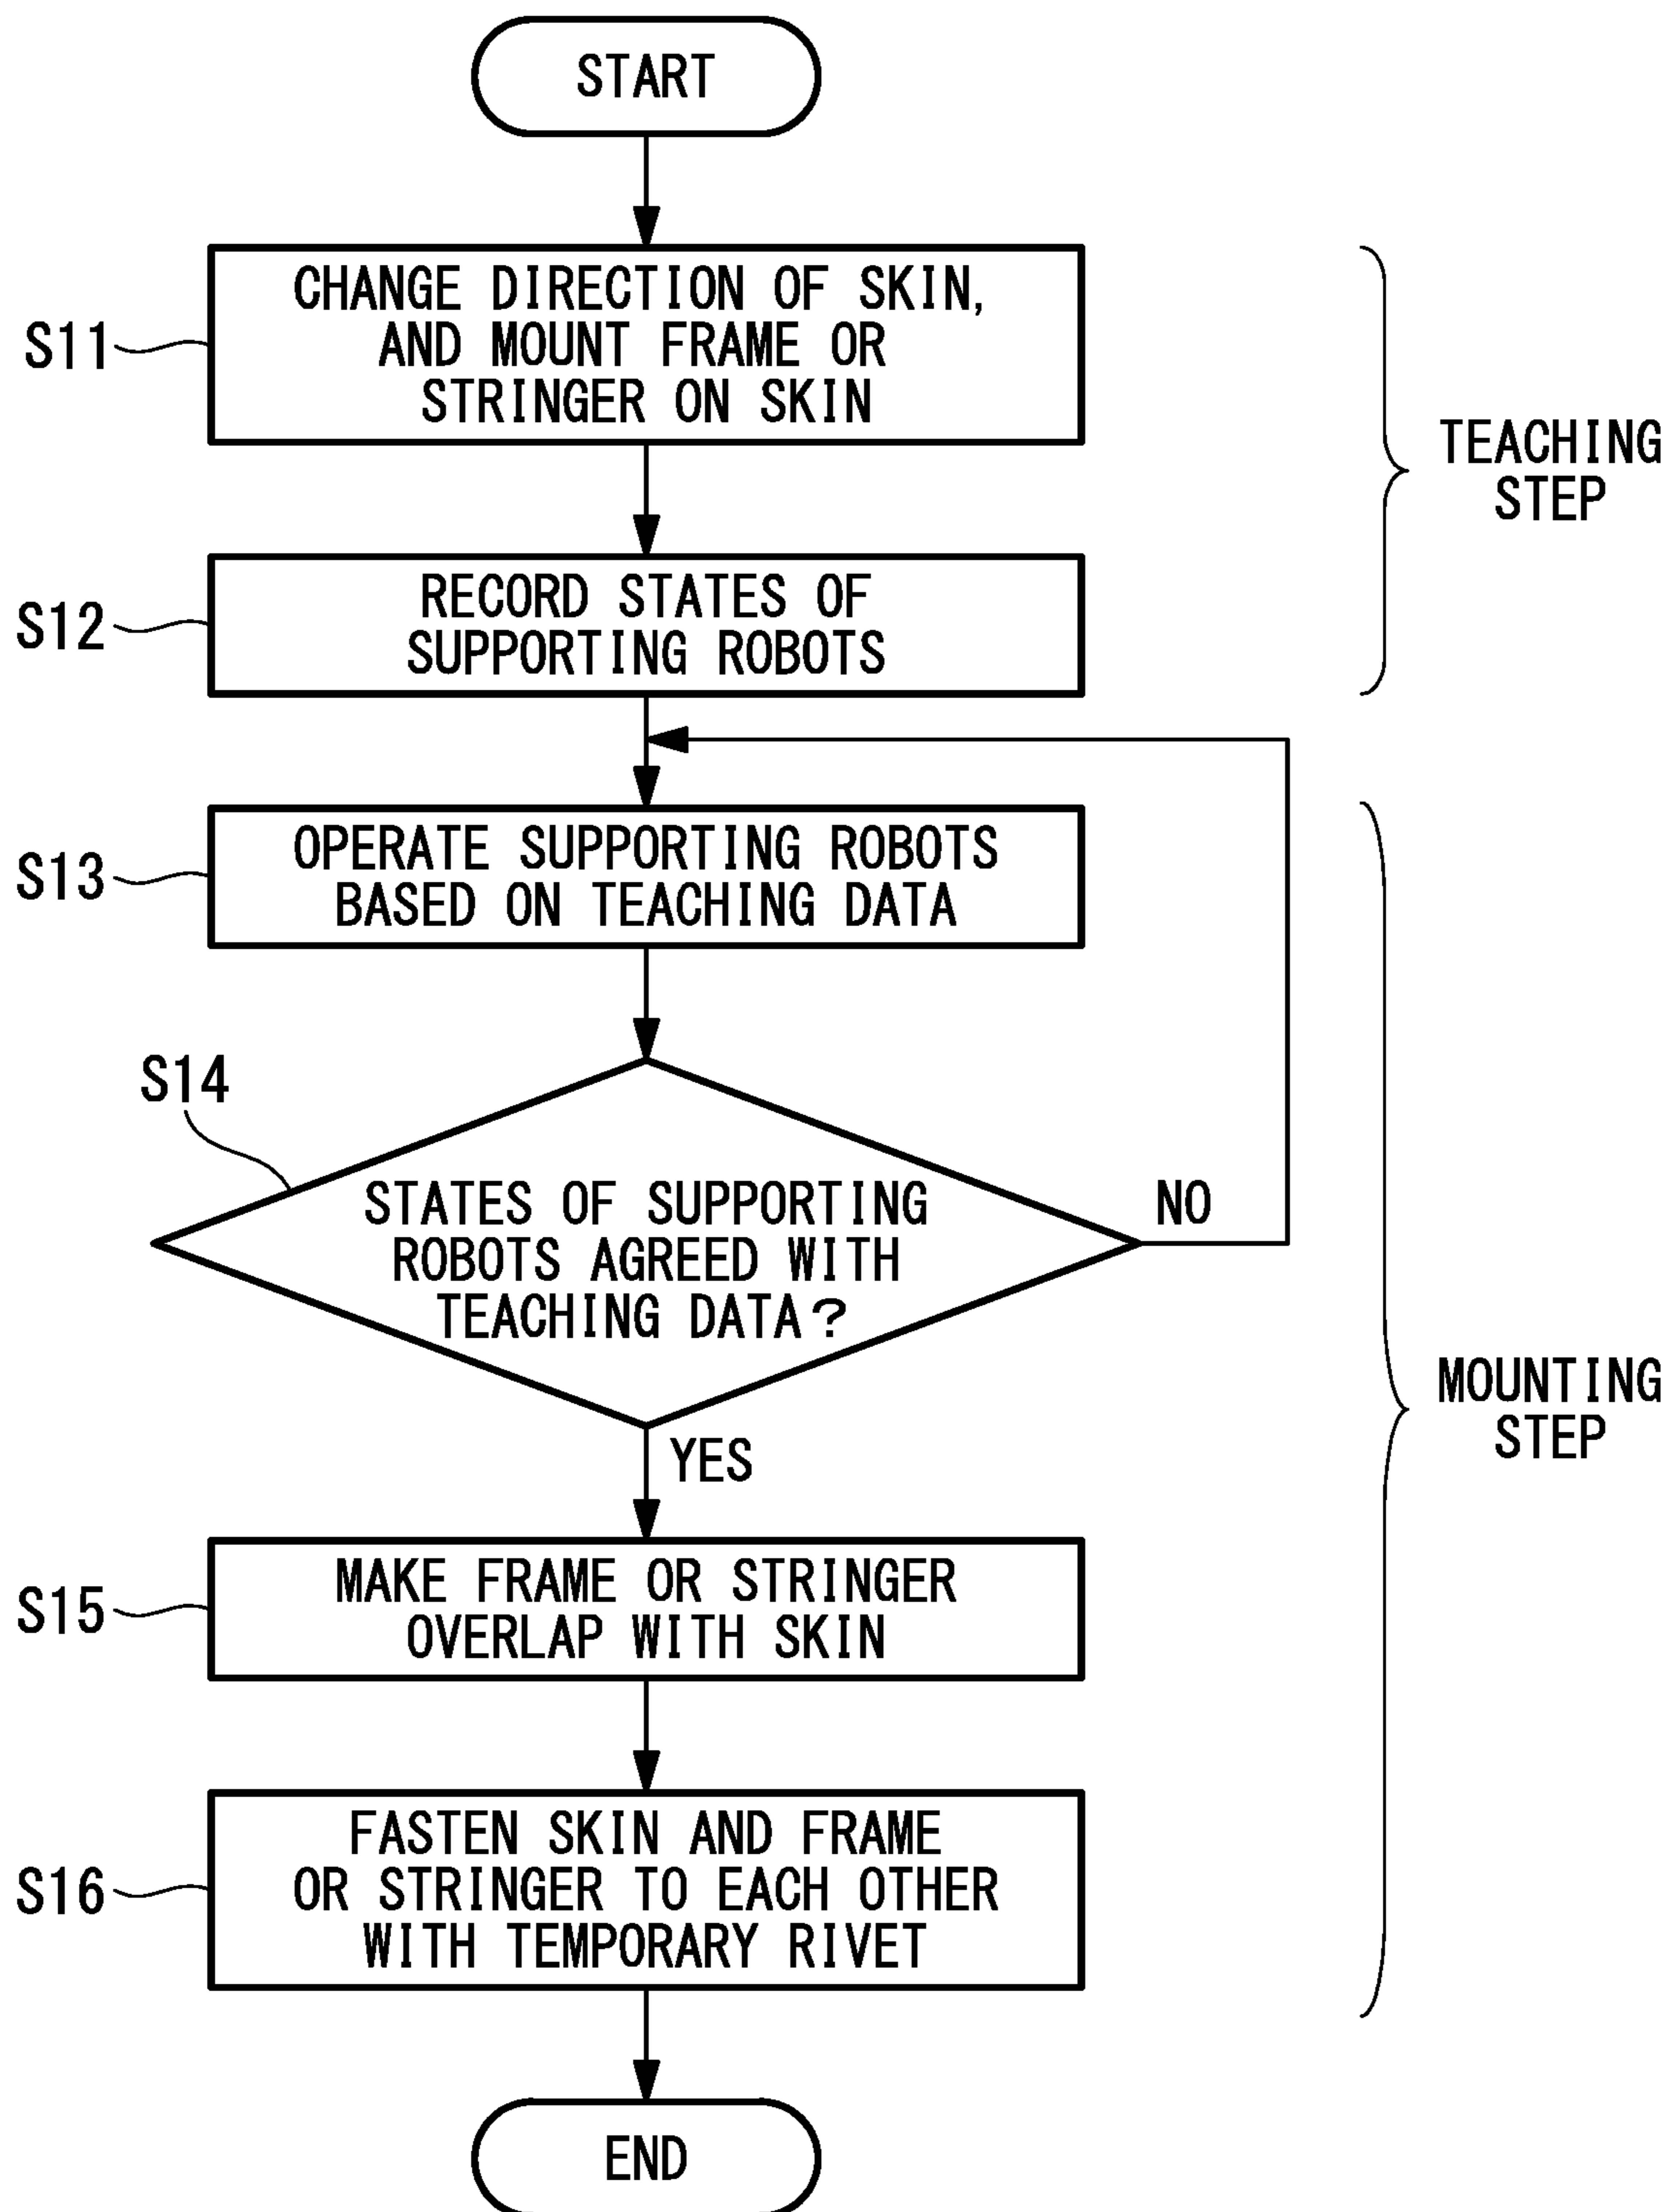 START
S11
CHANGE DIRECTION OF SKIN,
AND MOUNT FRAME OR
STRINGER ON SKIN
TEACHING
STEP
S12
RECORD STATES OF
SUPPORTING ROBOTS
S13
OPERATE SUPPORTING ROBOTS
BASED ON TEACHING DATA
S14
STATES OF SUPPORTING
ROBOTS AGREED WITH
TEACHING DATA?
NO
YES
MOUNTING
STEP
S15
MAKE FRAME OR STRINGER
OVERLAP WITH SKIN
S16
FASTEN SKIN AND FRAME
OR STRINGER TO EACH OTHER
WITH TEMPORARY RIVET
END